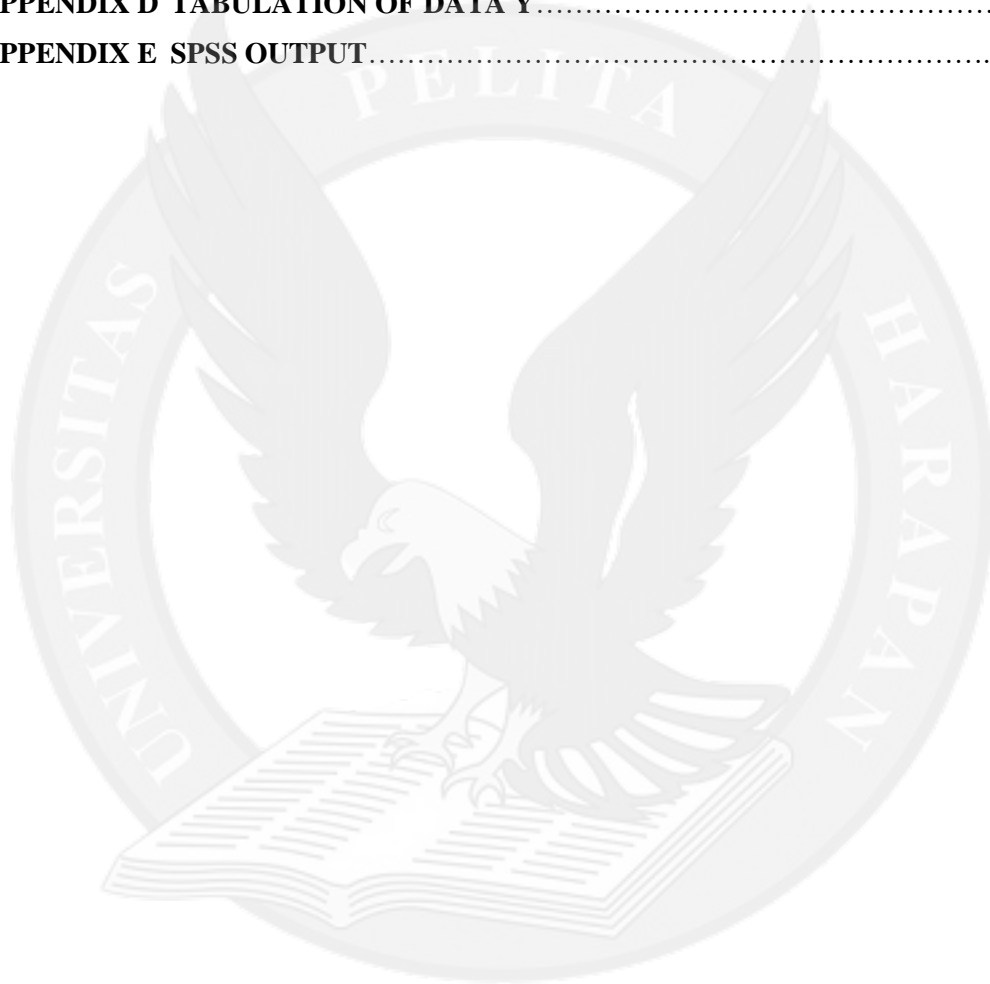 PPENDIX D TABULATION OF DATA Y……………………………………………
PPENDIX E SPSS OUTPUT…………………………………………………………..
UNIVERSITAS PELITA HARAPAN